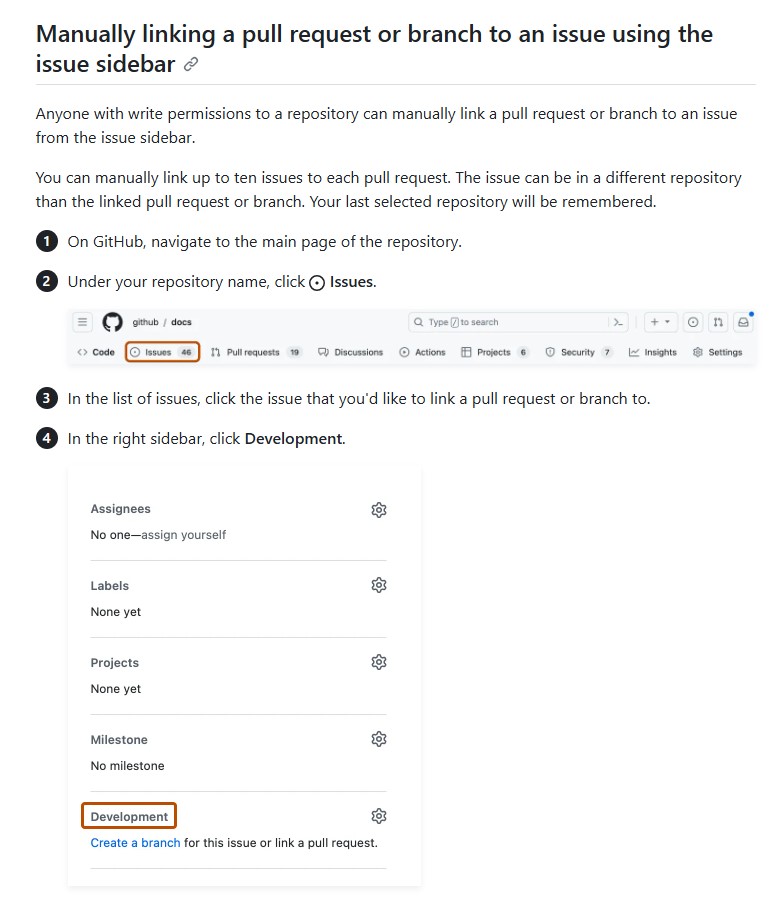 Manually linking a pull request or branch to an issue using the
issue sidebar
Anyone with write permissions to a repository can manually link a pull request or branch to an issue
from the issue sidebar.
You can manually link up to ten issues to each pull request. The issue can be in a different repository
than the linked pull request or branch. Your last selected repository will be remembered.
1 On GitHub, navigate to the main page of the repository.
2 Under your repository name, click Issues.
github / docs Type / to search
Code Issues 46 Pull requests 19 Discussions Actions Projects 6 Security 7 Insights Settings
3 In the list of issues, click the issue that you'd like to link a pull request or branch to.
4 In the right sidebar, click Development.
Assignees
No one—assign yourself
Labels
None yet
Projects
None yet
Milestone
No milestone
Development
Create a branch for this issue or link a pull request.